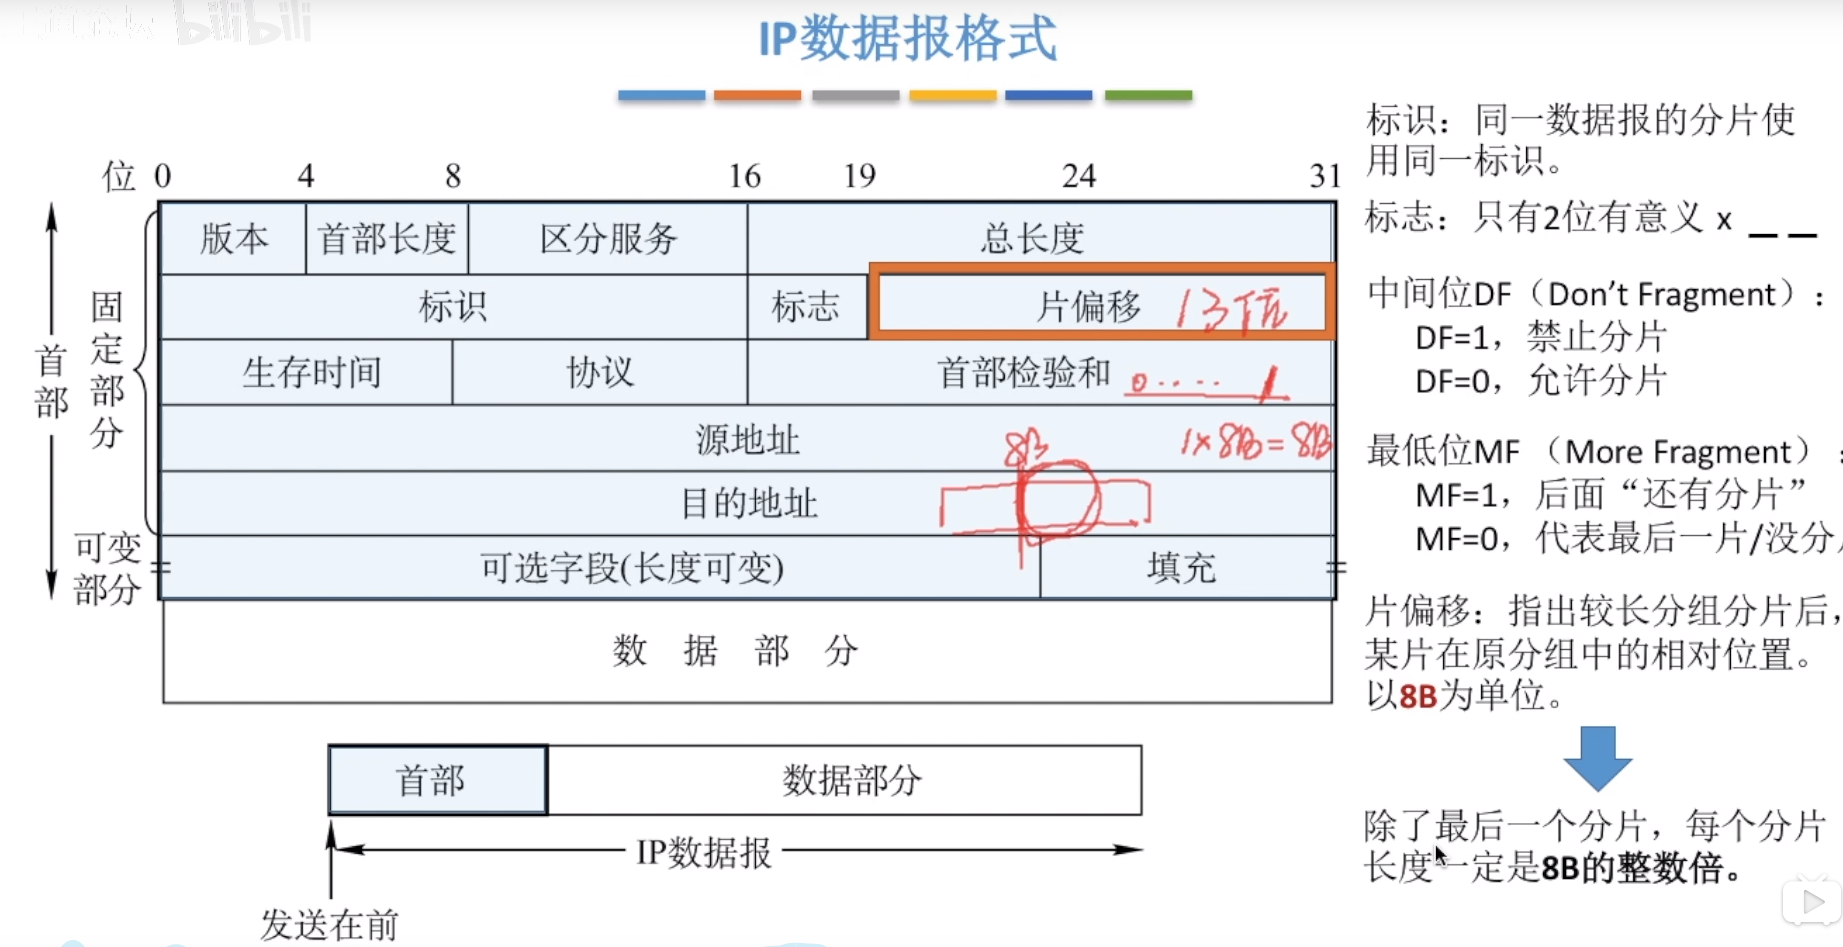 bilibili
IP数据报格式
位 0 4 8 16 19 24 31
版本 首部长度 区分服务 总长度
标识 标志 片偏移 13位
生存时间 协议 首部检验和 0·····1
源地址 8B 1×8B=8B
目的地址
可选字段(长度可变) 填充
数据部分
首部
固定部分
可变部分
首部 数据部分
IP数据报
发送在前
标识：同一数据报的分片使
用同一标识。
标志：只有2位有意义 x _ _
中间位DF（Don't Fragment）：
DF=1，禁止分片
DF=0，允许分片
最低位MF （More Fragment）：
MF=1，后面“还有分片”
MF=0，代表最后一片/没分
片偏移：指出较长分组分片后，
某片在原分组中的相对位置。
以8B为单位。
除了最后一个分片，每个分片
长度一定是8B的整数倍。